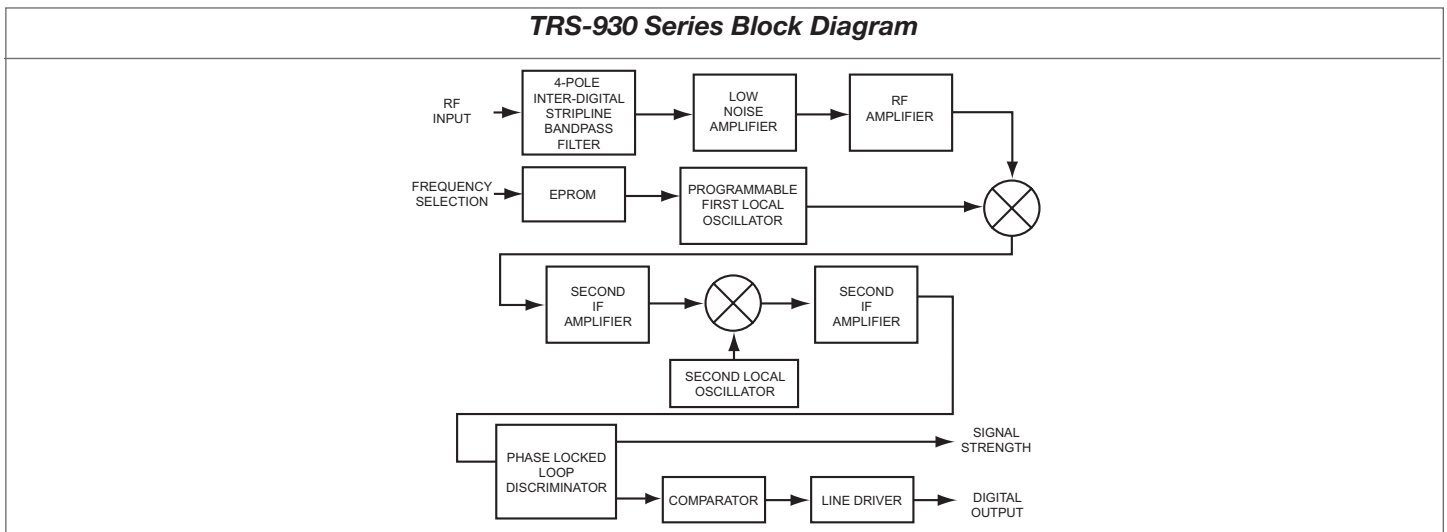 TRS-930 Series Block Diagram
RF
INPUT
4-POLE
INTER-DIGITAL
STRIPLINE
BANDPASS
FILTER
LOW
NOISE
AMPLIFIER
RF
AMPLIFIER
FREQUENCY
SELECTION
EPROM
PROGRAMMABLE
FIRST LOCAL
OSCILLATOR
SECOND
IF
AMPLIFIER
SECOND
IF
AMPLIFIER
SECOND LOCAL
OSCILLATOR
PHASE LOCKED
LOOP
DISCRIMINATOR
SIGNAL
STRENGTH
COMPARATOR
LINE DRIVER
DIGITAL
OUTPUT